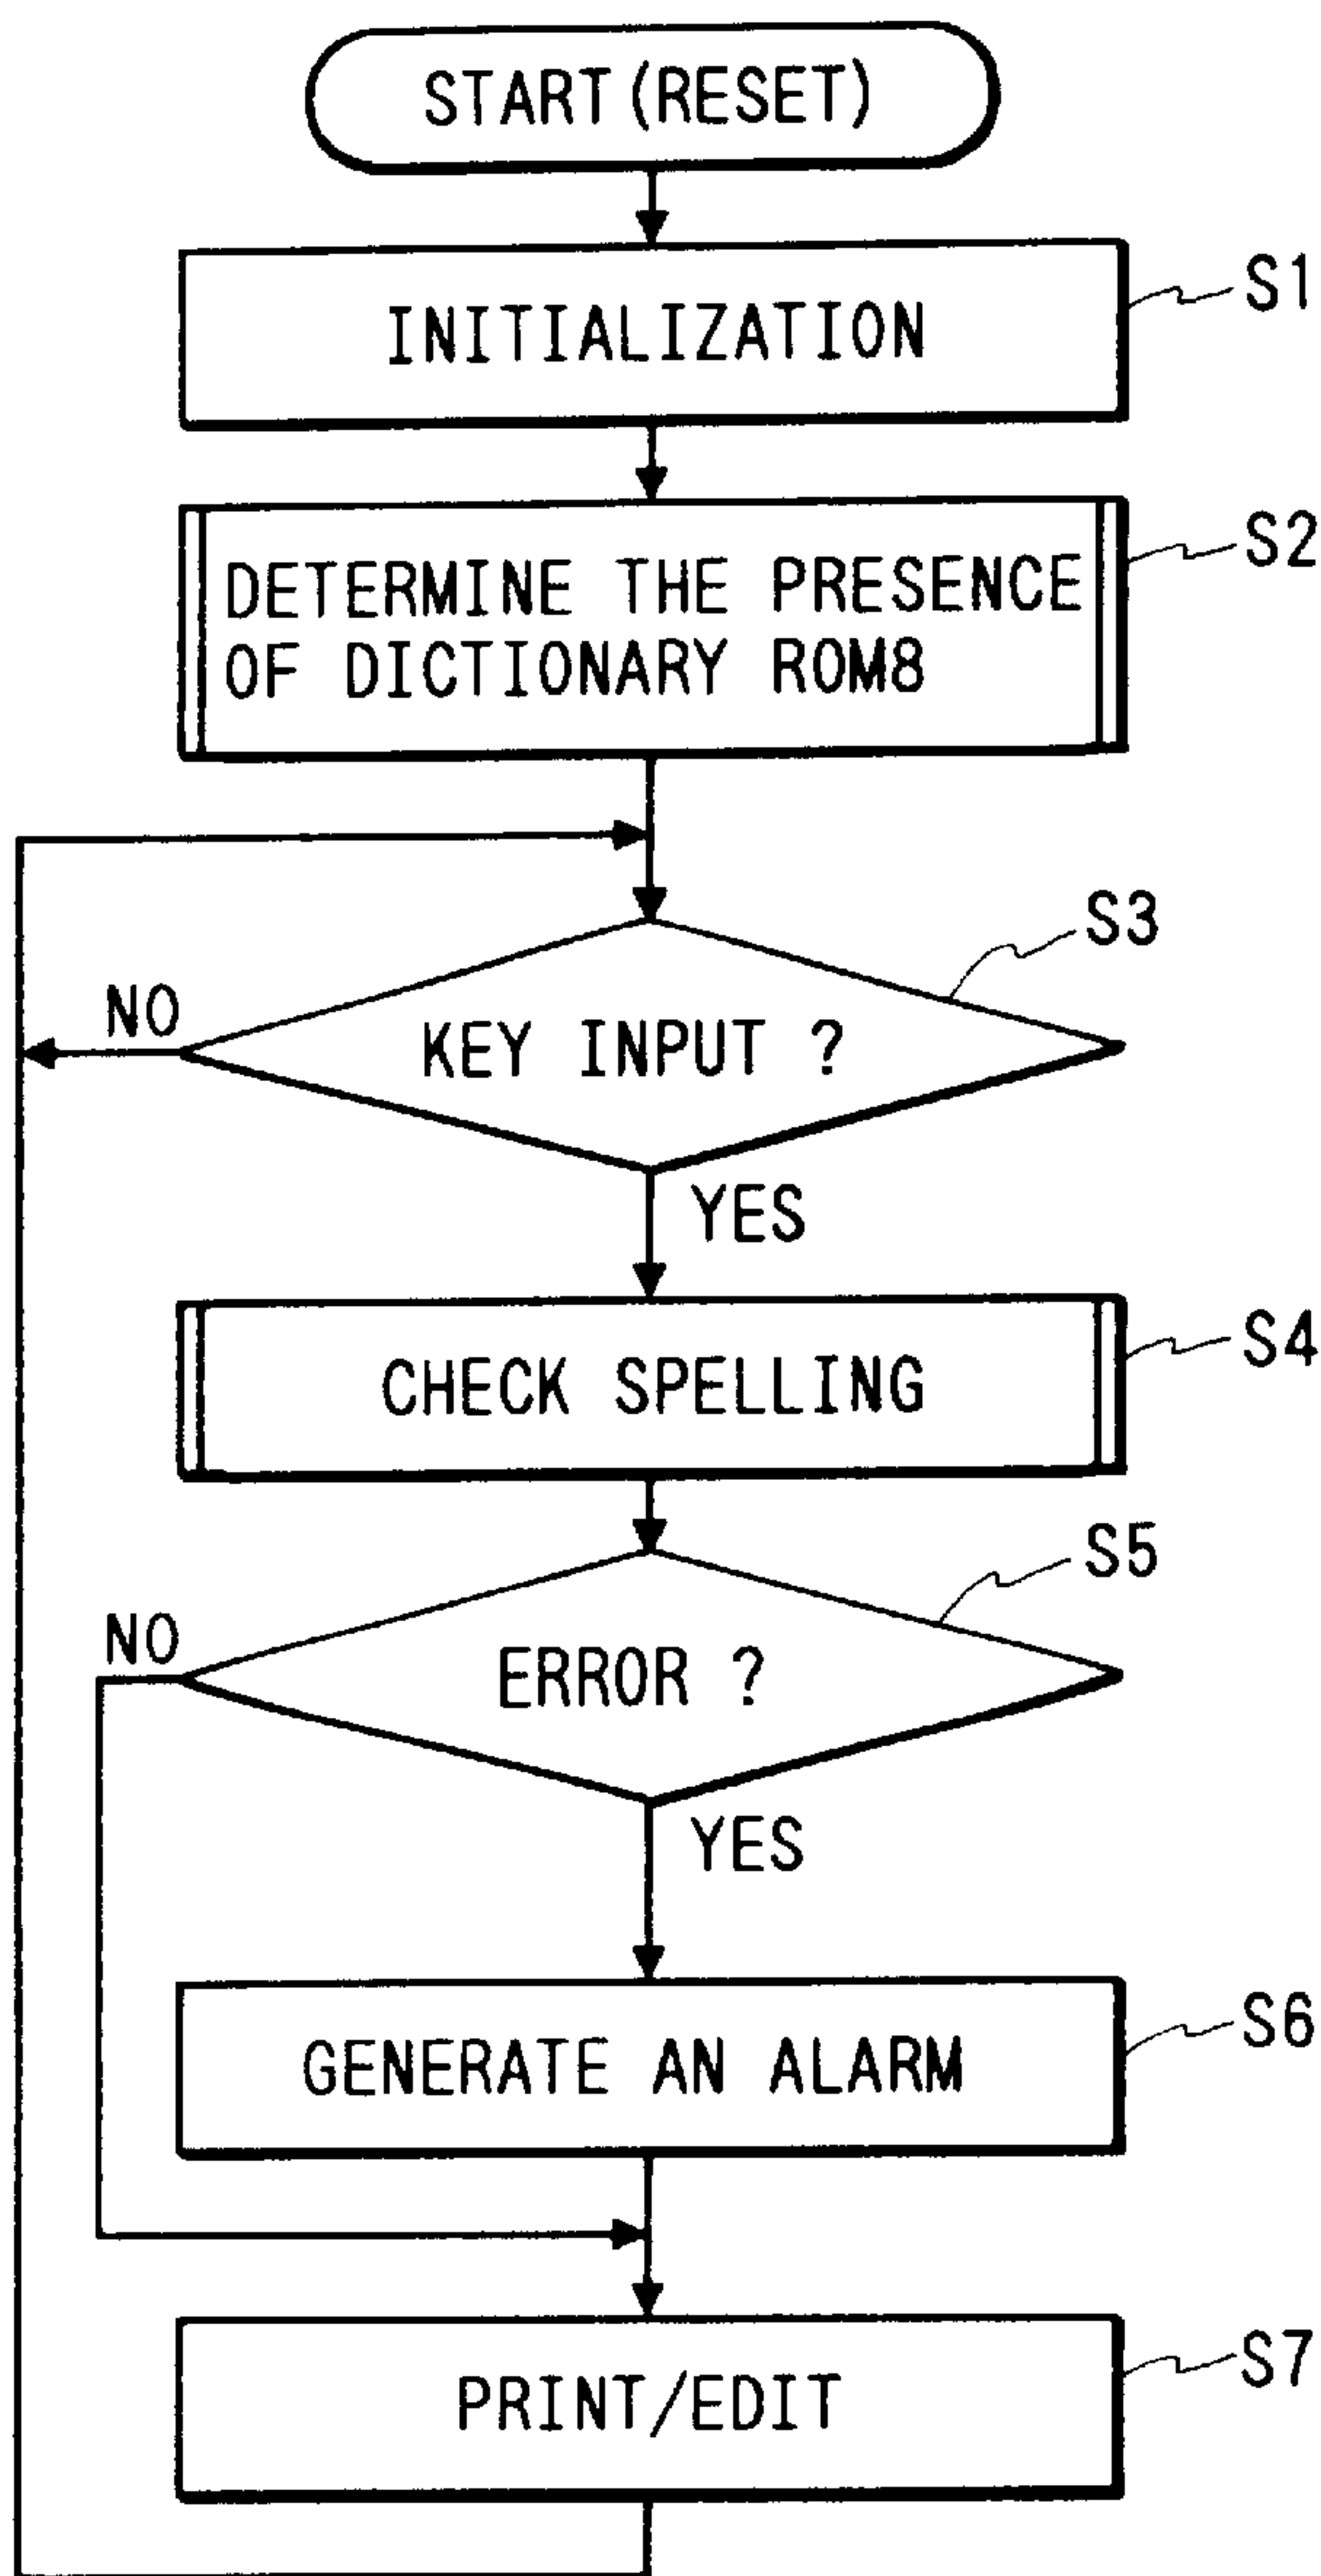 START(RESET)
INITIALIZATION
S1
DETERMINE THE PRESENCE
OF DICTIONARY ROM8
S2
S3
NO
KEY INPUT ?
YES
CHECK SPELLING
S4
S5
NO
ERROR ?
YES
GENERATE AN ALARM
S6
PRINT/EDIT
S7